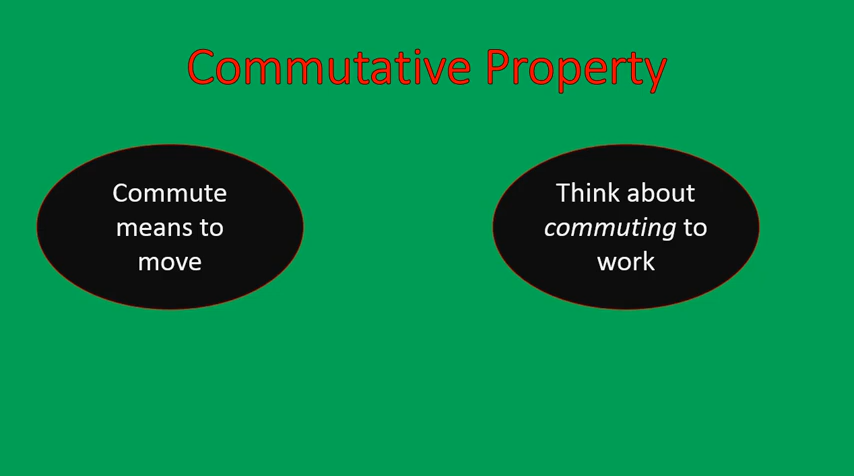 Commutative Property
Commute
means to
move
Think about
commuting to
work